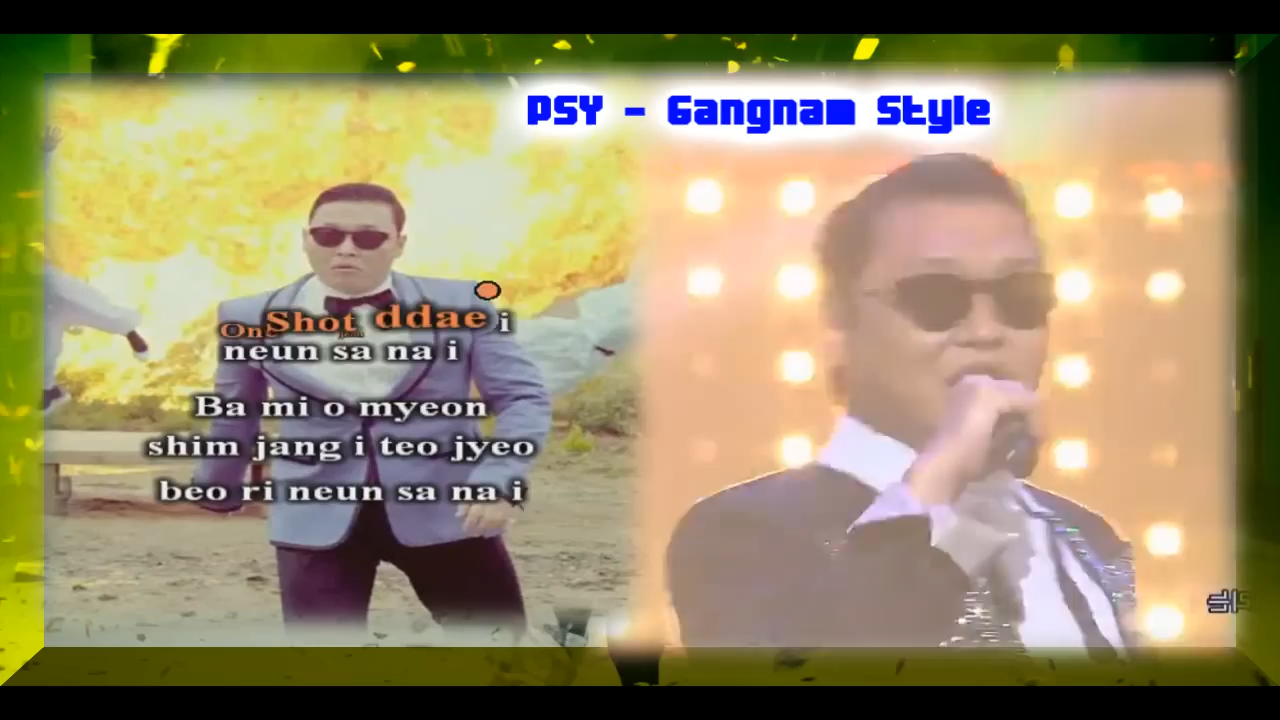 PSY - Gangnam Style
One Shot ddae i
neun sa na i
Ba mi o myeon
shim jang i teo jyeo
beo ri neun sa na i